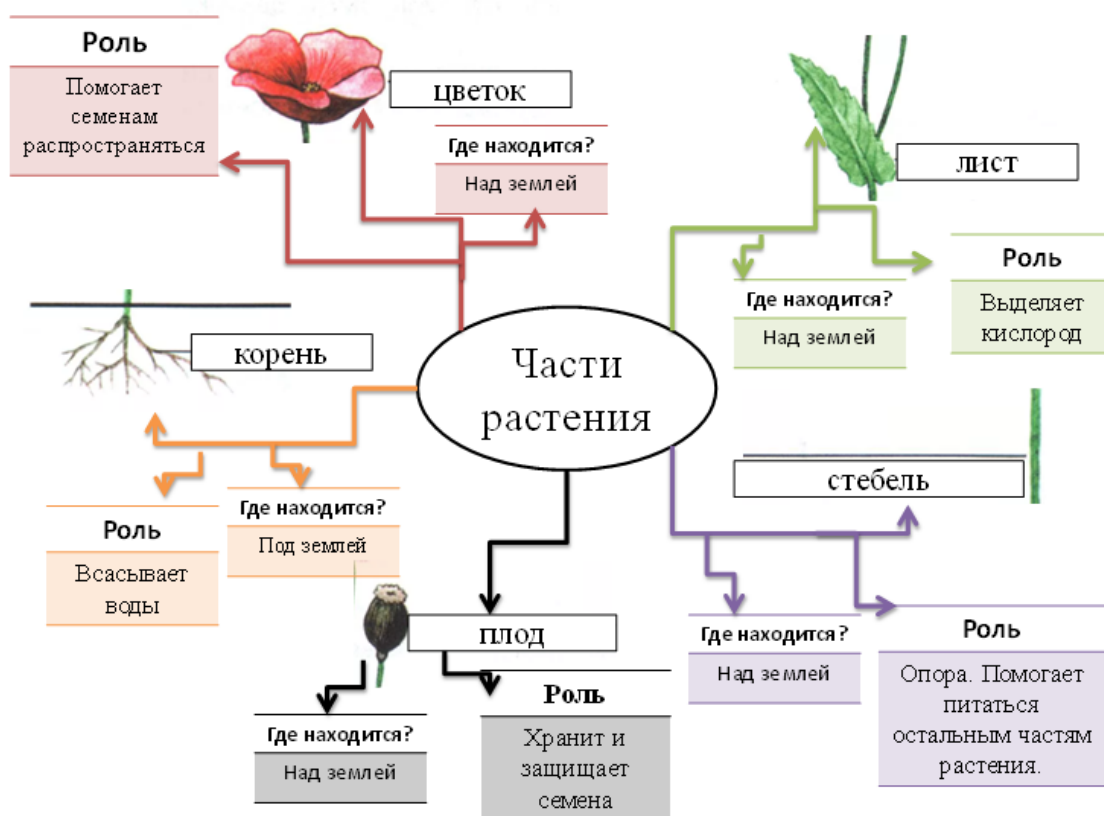 Роль
Помогает
семенам
распространяться
цветок
Где находится?
Над землей
лист
Роль
Выделяет
кислород
Где находится?
Над землей
корень
Части
растения
стебель
Роль
Всасывает
воды
Где находится?
Под землей
плод
Где находится?
Над землей
Роль
Хранит и
защищает
семена
Где находится?
Над землей
Роль
Опора. Помогает
питаться
остальным частям
растения.